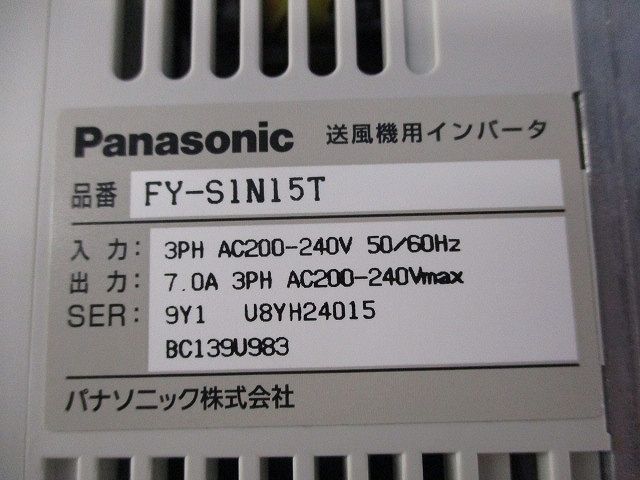 Panasonic 送風機用インバータ
品番 FY-S1N15T
入力: 3PH AC200-240V 50/60Hz
出力: 7.0A 3PH AC200-240Vmax
SER: 9Y1 U8YH24015
BC139U983
パナソニック株式会社